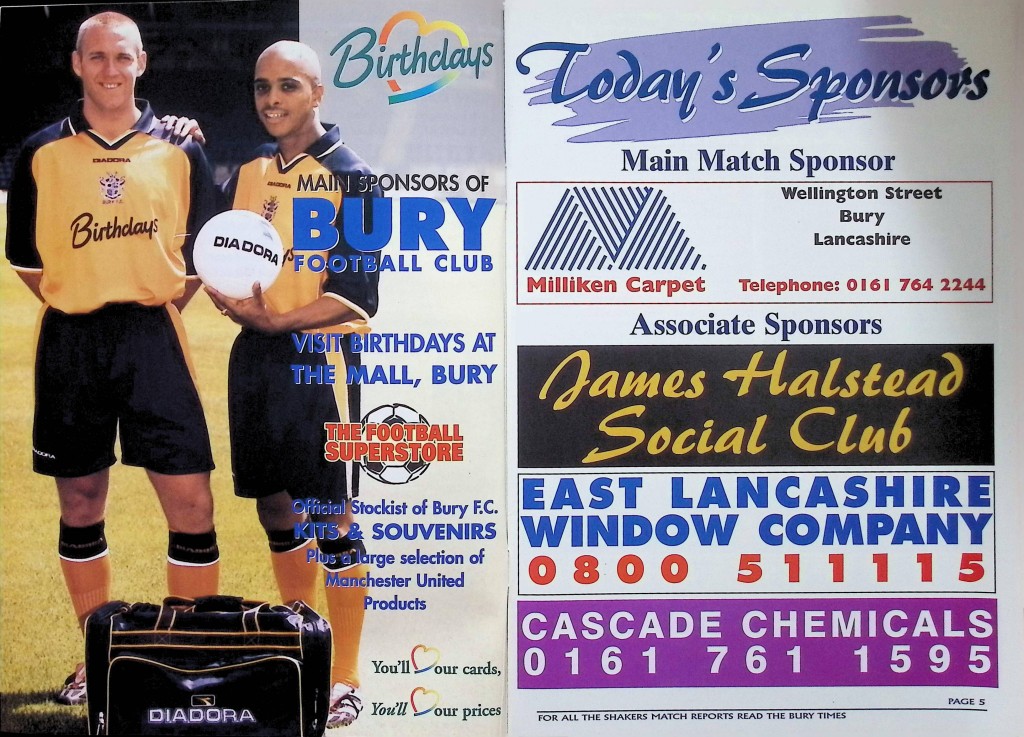 Birthdays
MAIN SPONSORS OF
BURY
FOOTBALL CLUB
DIADORA
BURY F.C.
Birthdays
DIADORA
DIADORA
VISIT BIRTHDAYS AT
THE MALL, BURY
THE FOOTBALL
SUPERSTORE
Official Stockist of Bury F.C.
KITS & SOUVENIRS
Plus a large selection of
Manchester United
Products
You'll our cards,
You'll our prices
DIADORA
BURY
BURY
DIADORA
Today's Sponsors
Main Match Sponsor
Wellington Street
Bury
Lancashire
Milliken Carpet Telephone: 0161 764 2244
Associate Sponsors
James Halstead
Social Club
EAST LANCASHIRE
WINDOW COMPANY
0800 511115
CASCADE CHEMICALS
0161 761 1595
PAGE 5
FOR ALL THE SHAKERS MATCH REPORTS READ THE BURY TIMES